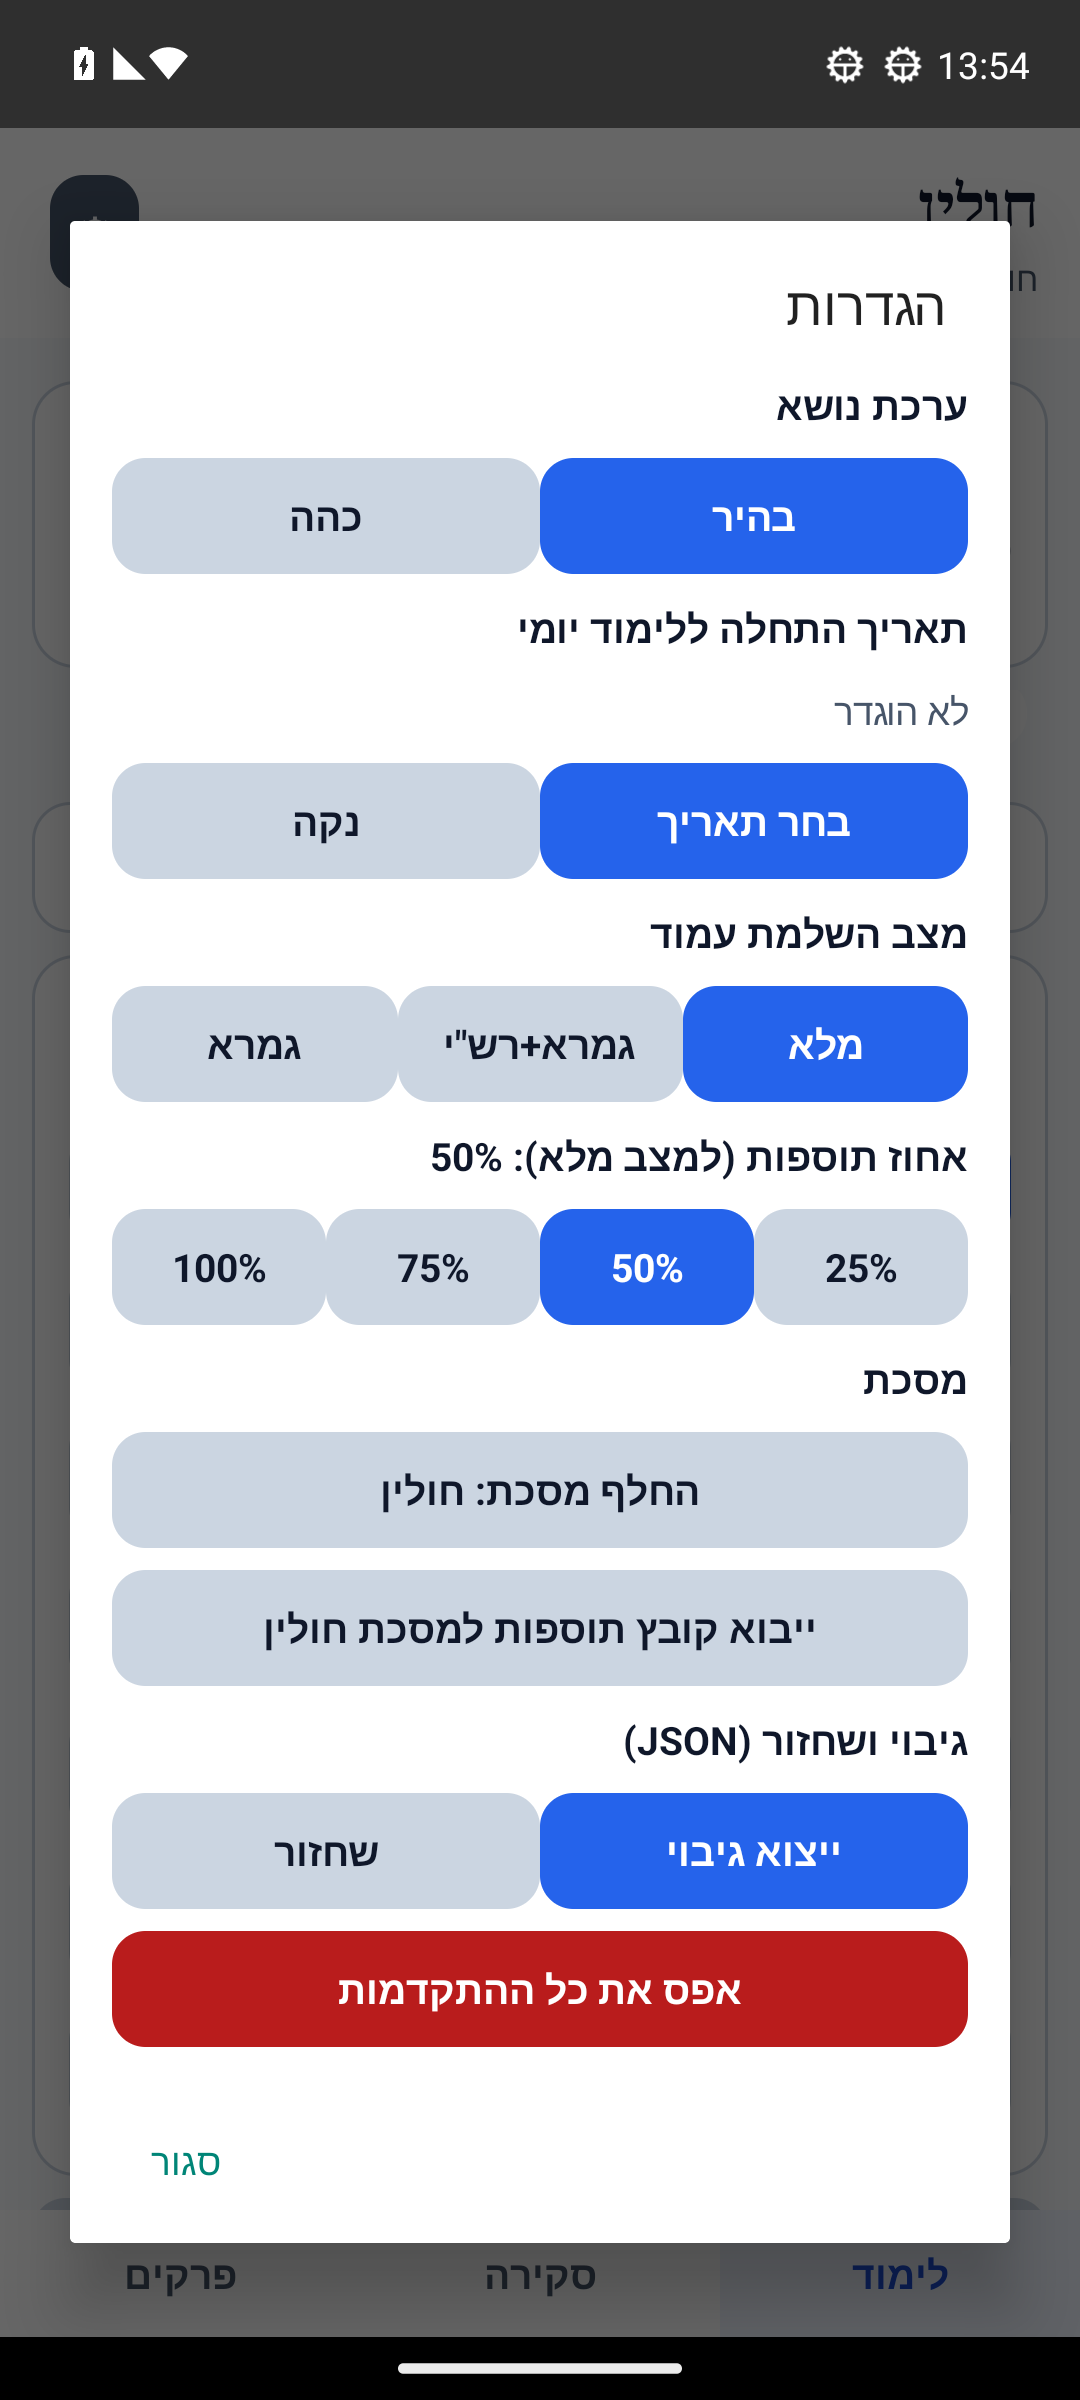 13:54
חולין
חו
הגדרות
ערכת נושא
בהיר
כהה
תאריך התחלה ללימוד יומי
לא הוגדר
בחר תאריך
נקה
מצב השלמת עמוד
מלא
גמרא+רש"י
גמרא
אחוז תוספות (למצב מלא): 50%
25%
50%
75%
100%
מסכת
החלף מסכת: חולין
ייבוא קובץ תוספות למסכת חולין
גיבוי ושחזור (JSON)
ייצוא גיבוי
שחזור
אפס את כל ההתקדמות
סגור
לימוד
סקירה
פרקים